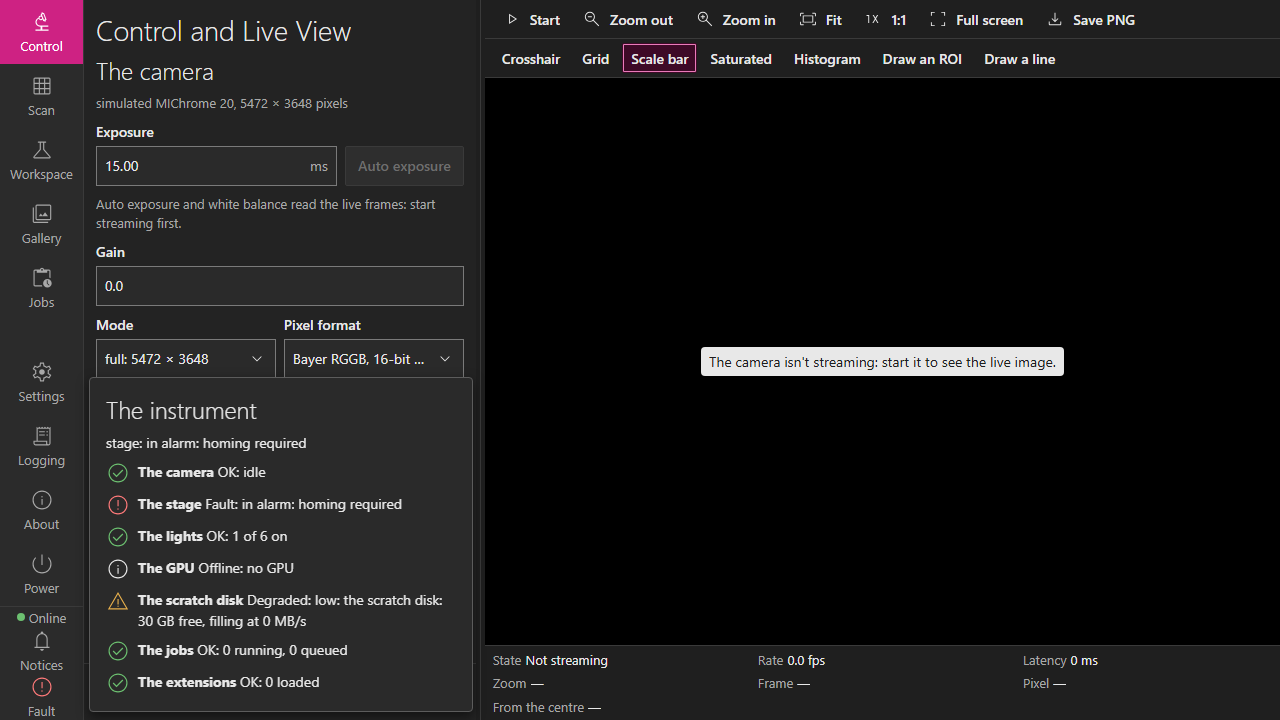 Control
Scan
Workspace
Gallery
Jobs
Settings
Logging
About
Power
Online
Notices
Fault
Control and Live View
The camera
simulated MIChrome 20, 5472 × 3648 pixels
Exposure
15.00 ms
Auto exposure
Auto exposure and white balance read the live frames: start
streaming first.
Gain
0.0
Mode
Pixel format
full: 5472 × 3648
Bayer RGGB, 16-bit ...
The instrument
stage: in alarm: homing required
The camera OK: idle
The stage Fault: in alarm: homing required
The lights OK: 1 of 6 on
The GPU Offline: no GPU
The scratch disk Degraded: low: the scratch disk:
30 GB free, filling at 0 MB/s
The jobs OK: 0 running, 0 queued
The extensions OK: 0 loaded
Start Zoom out Zoom in Fit 1X 1:1 Full screen Save PNG
Crosshair Grid Scale bar Saturated Histogram Draw an ROI Draw a line
The camera isn't streaming: start it to see the live image.
State Not streaming Rate 0.0 fps Latency 0 ms
Zoom — Frame — Pixel —
From the centre —